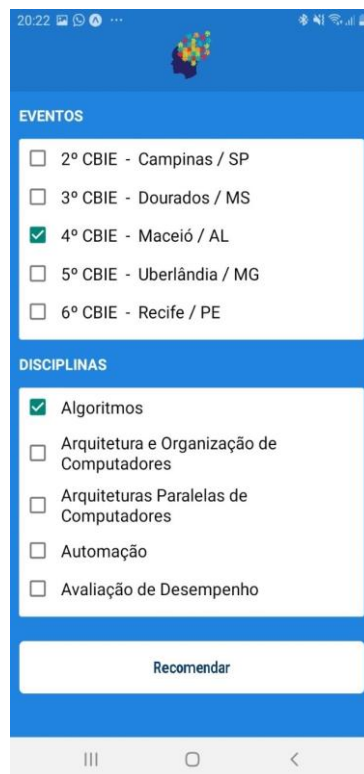 20:22
EVENTOS
2º CBIE - Campinas / SP
3º CBIE - Dourados / MS
4º CBIE - Maceió / AL
5º CBIE - Uberlândia / MG
6º CBIE - Recife / PE
DISCIPLINAS
Algoritmos
Arquitetura e Organização de
Computadores
Arquiteturas Paralelas de
Computadores
Automação
Avaliação de Desempenho
Recomendar